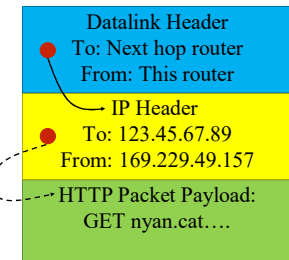 Datalink Header
To: Next hop router
From: This router
IP Header
To: 123.45.67.89
From: 169.229.49.157
HTTP Packet Payload:
GET nyan.cat….